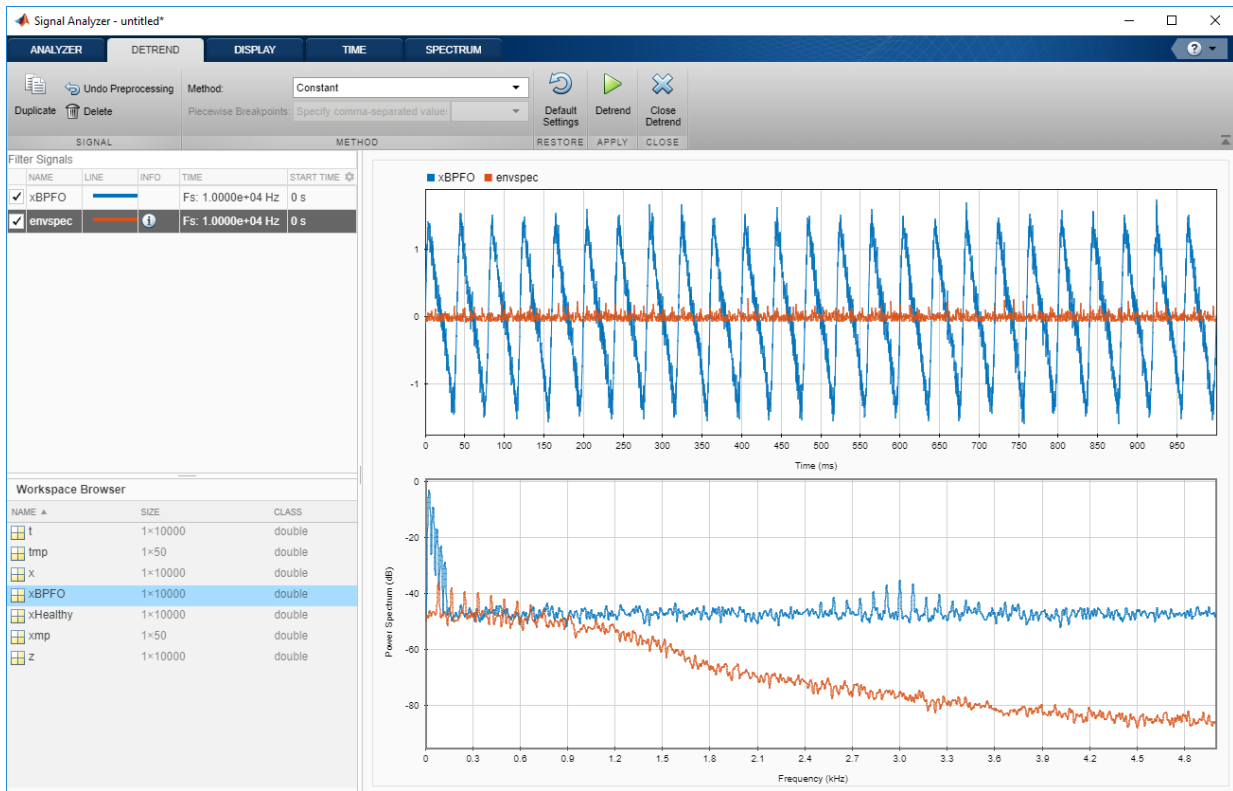 Signal Analyzer - untitled*
ANALYZER DETREND DISPLAY TIME SPECTRUM ?
Undo Preprocessing Method: Constant
Duplicate Delete Piecewise Breakpoints: Specify comma-separated value: Default Settings Detrend Close Detrend
SIGNAL METHOD RESTORE APPLY CLOSE
Filter Signals
NAME LINE INFO TIME START TIME
xBPFO Fs: 1.0000e+04 Hz 0 s
envspec i Fs: 1.0000e+04 Hz 0 s
Workspace Browser
NAME ▲ SIZE CLASS
t 1×10000 double
tmp 1×50 double
x 1×10000 double
xBPFO 1×10000 double
xHealthy 1×10000 double
xmp 1×50 double
z 1×10000 double
xBPFO envspec
1
0
-1
0 50 100 150 200 250 300 350 400 450 500 550 600 650 700 750 800 850 900 950
Time (ms)
0
-20
-40
-60
-80
Power Spectrum (dB)
0 0.3 0.6 0.9 1.2 1.5 1.8 2.1 2.4 2.7 3.0 3.3 3.6 3.9 4.2 4.5 4.8
Frequency (kHz)